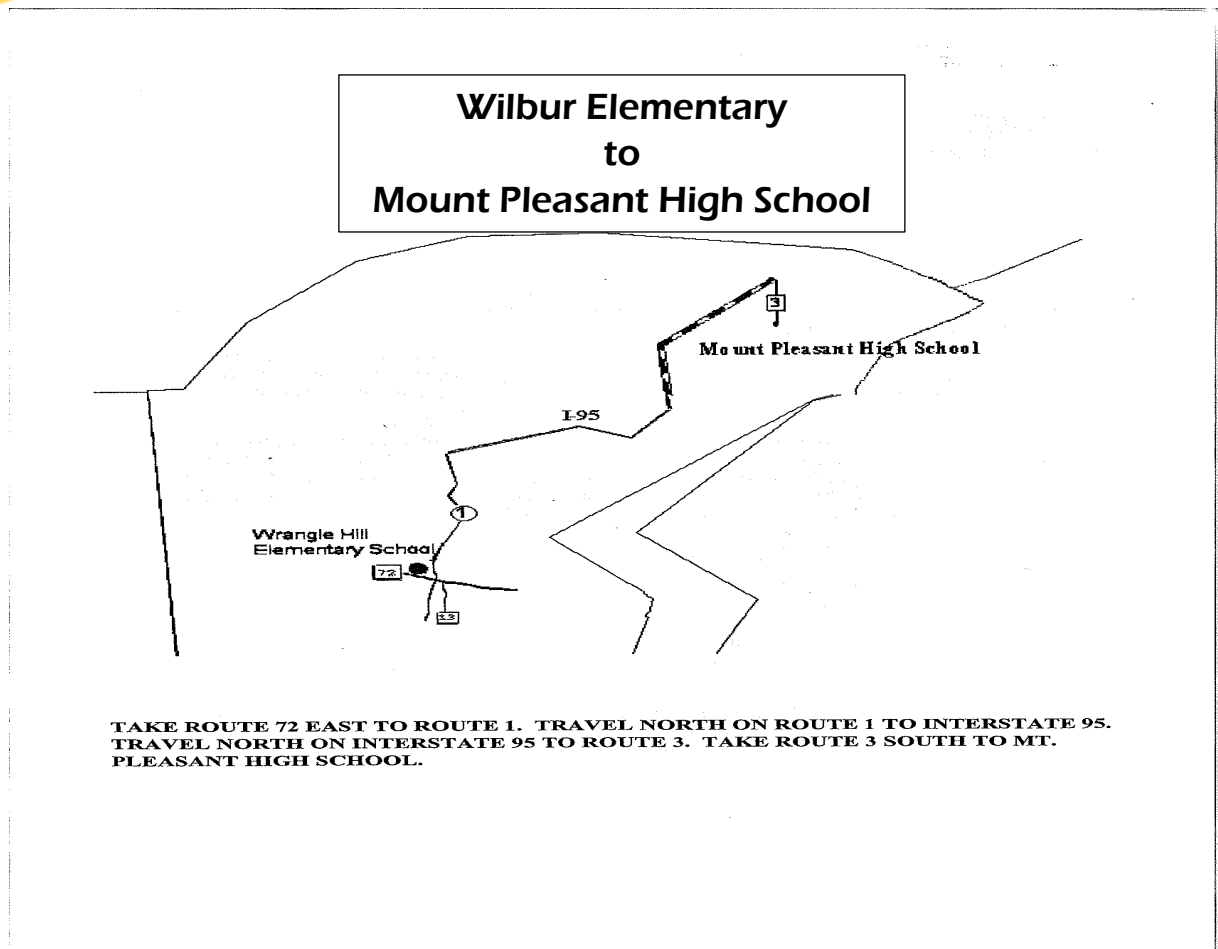 Wilbur Elementary
to
Mount Pleasant High School
3
Mount Pleasant High School
I-95
1
Wrangle Hill
Elementary School
72
13
TAKE ROUTE 72 EAST TO ROUTE 1. TRAVEL NORTH ON ROUTE 1 TO INTERSTATE 95.
TRAVEL NORTH ON INTERSTATE 95 TO ROUTE 3. TAKE ROUTE 3 SOUTH TO MT.
PLEASANT HIGH SCHOOL.